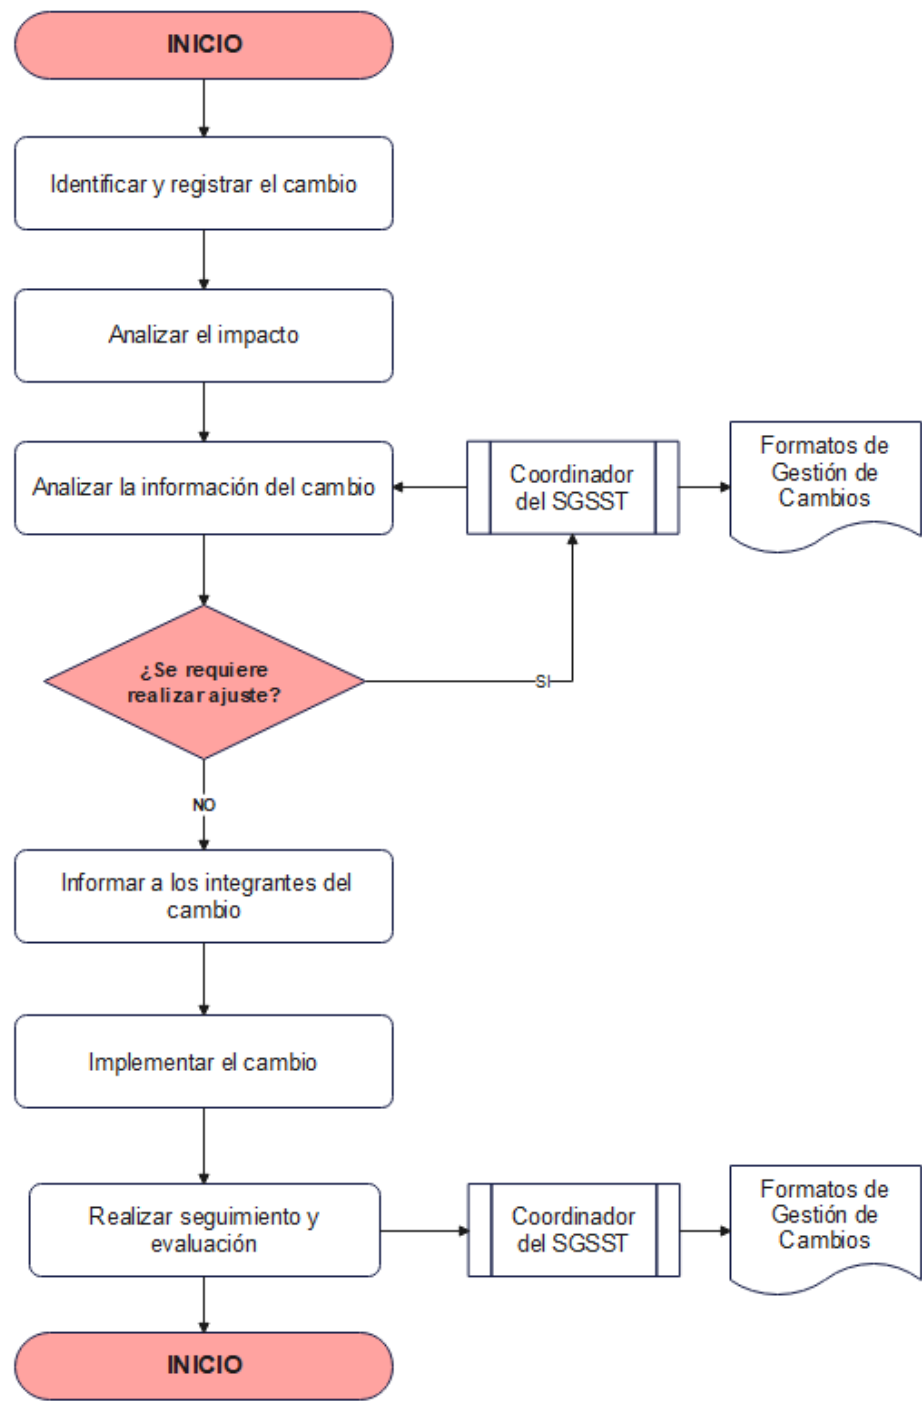 INICIO
Identificar y registrar el cambio
Analizar el impacto
Analizar la información del cambio
Coordinador
del SGSST
Formatos de
Gestión de
Cambios
¿Se requiere
realizar ajuste?
SI
NO
Informar a los integrantes del
cambio
Implementar el cambio
Realizar seguimiento y
evaluación
Coordinador
del SGSST
Formatos de
Gestión de
Cambios
INICIO